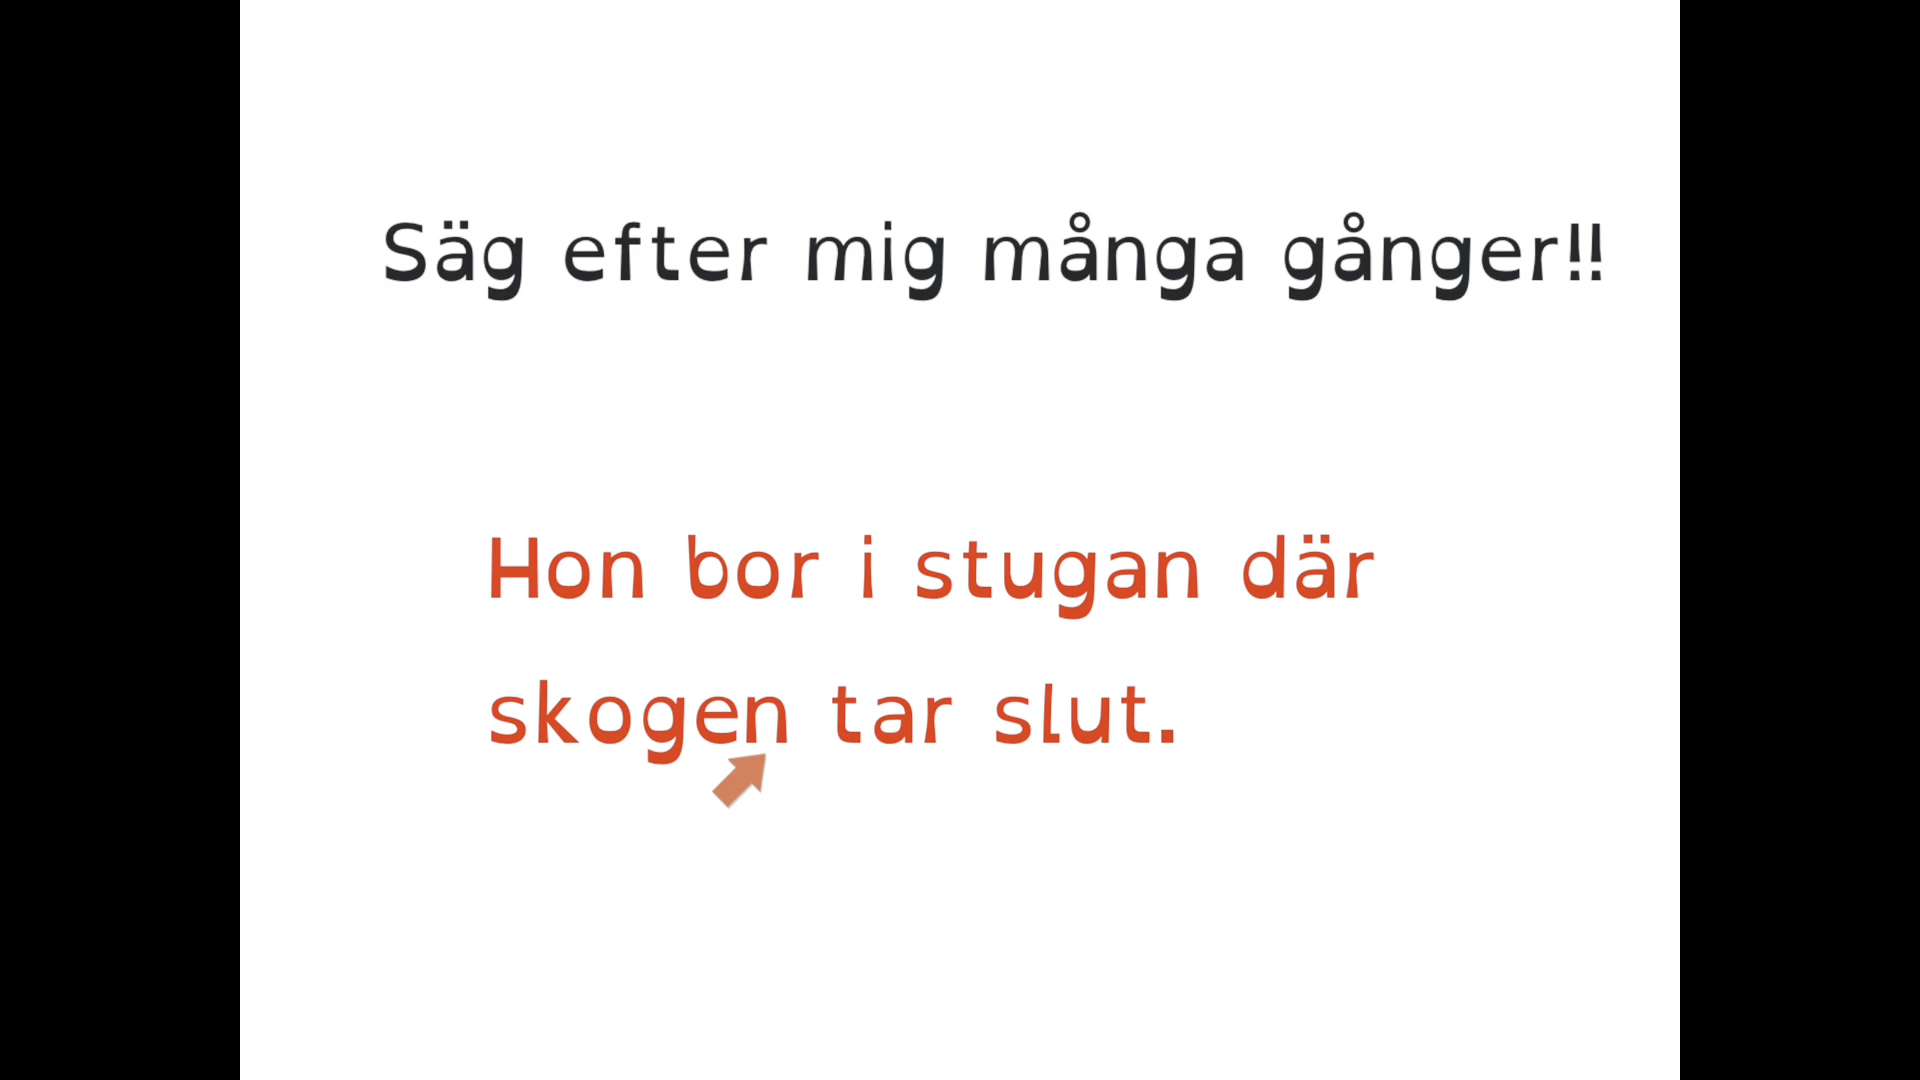 Säg efter mig många gånger!!
Hon bor i stugan där
skogen tar slut.